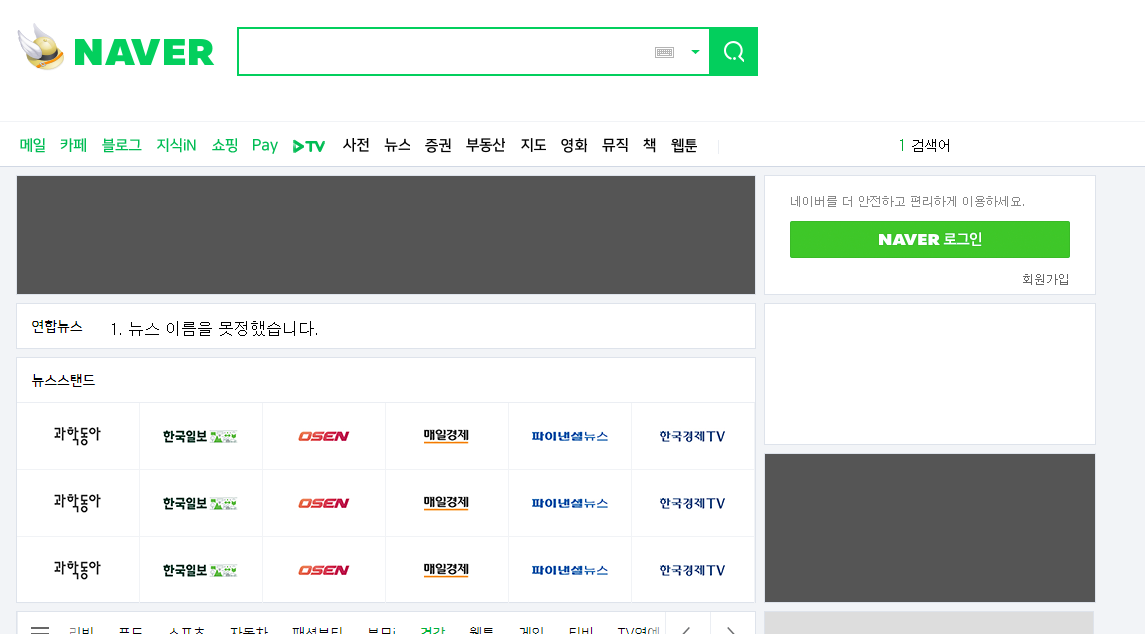 NAVER
메일 카페 블로그 지식iN 쇼핑 Pay TV 사전 뉴스 증권 부동산 지도 영화 뮤직 책 웹툰
1 검색어
네이버를 더 안전하고 편리하게 이용하세요.
NAVER 로그인
회원가입
연합뉴스 1. 뉴스 이름을 못정했습니다.
뉴스스탠드
과학동아 한국일보 OSEN 매일경제 파이낸셜뉴스 한국경제TV
과학동아 한국일보 OSEN 매일경제 파이낸셜뉴스 한국경제TV
과학동아 한국일보 OSEN 매일경제 파이낸셜뉴스 한국경제TV
리빙 푸드 스포츠 자동차 패션뷰티 부모i 건강 웹툰 게임 TV연예